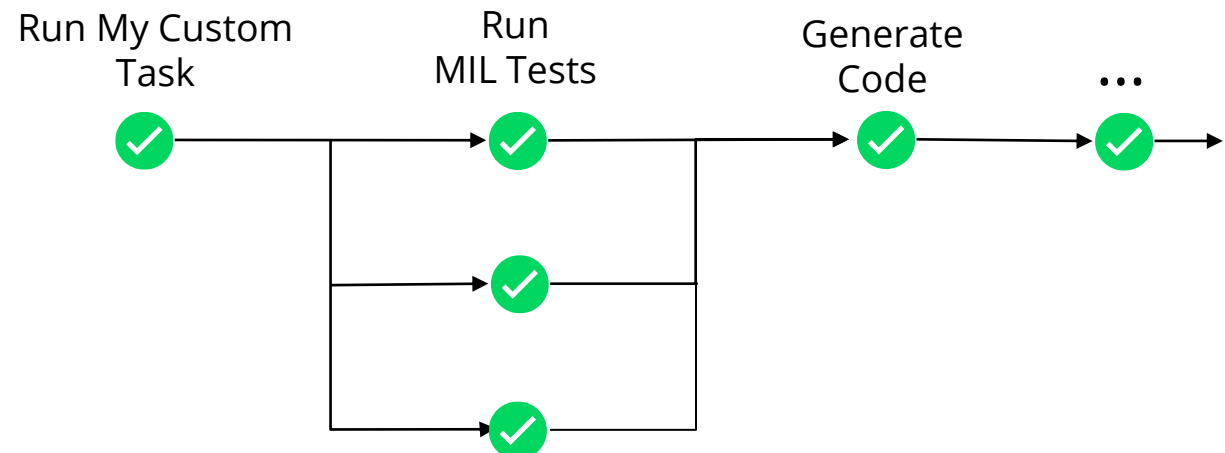 Run My Custom
Task
Run
MIL Tests
Generate
Code
...